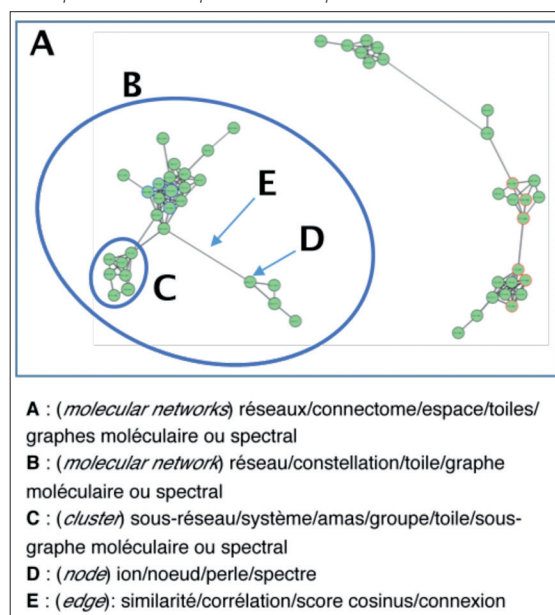 A
B
E
D
C
A : (molecular networks) réseaux/connectome/espace/toiles/
graphes moléculaire ou spectral
B : (molecular network) réseau/constellation/toile/graphe
moléculaire ou spectral
C : (cluster) sous-réseau/système/amas/groupe/toile/sous-
graphe moléculaire ou spectral
D : (node) ion/noeud/perle/spectre
E : (edge): similarité/corrélation/score cosinus/connexion